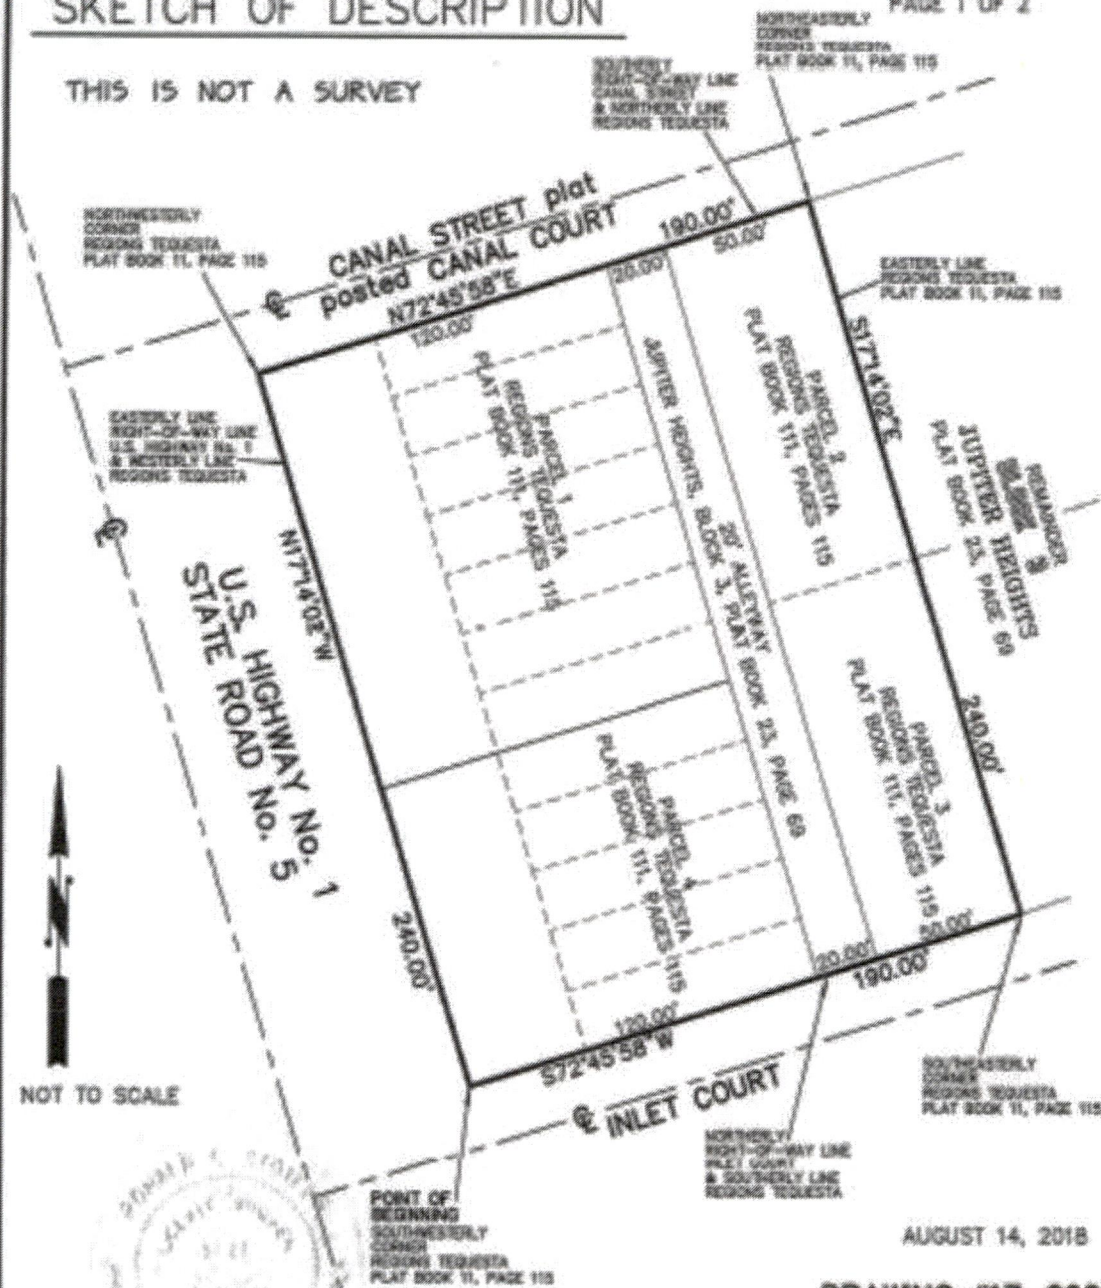 SKETCH OF DESCRIPTION
PAGE 1 OF 2
THIS IS NOT A SURVEY
NORTHEASTERLY
CORNER
REGIONS TEQUESTA
PLAT BOOK 11, PAGE 115
SOUTHERLY
RIGHT-OF-WAY LINE
CANAL STREET
& NORTHERLY LINE
REGIONS TEQUESTA
NORTHWESTERLY
CORNER
REGIONS TEQUESTA
PLAT BOOK 11, PAGE 115
CANAL STREET plat
posted CANAL COURT
N72°45'58"E
120.00'
20.00'
190.00'
50.00'
EASTERLY LINE
REGIONS TEQUESTA
PLAT BOOK 11, PAGE 115
S17°14'02"E
240.00'
EASTERLY LINE
RIGHT-OF-WAY LINE
U.S. HIGHWAY No. 1
& WESTERLY LINE
REGIONS TEQUESTA
N17°14'02"W
240.00'
U.S. HIGHWAY No. 1
STATE ROAD No. 5
PARCEL 1
REGIONS TEQUESTA
PLAT BOOK 111, PAGES 115
PARCEL 2
REGIONS TEQUESTA
PLAT BOOK 111, PAGES 115
20' ALLEYWAY
JUPITER HEIGHTS, BLOCK 3, PLAT BOOK 23, PAGE 69
REMAINDER
JUPITER HEIGHTS
PLAT BOOK 23, PAGE 69
PARCEL 3
REGIONS TEQUESTA
PLAT BOOK 111, PAGES 115
PARCEL 4
REGIONS TEQUESTA
PLAT BOOK 111, PAGES 115
120.00'
20.00'
50.00'
190.00'
S72°45'58"W
INLET COURT
NOT TO SCALE
SOUTHEASTERLY
CORNER
REGIONS TEQUESTA
PLAT BOOK 11, PAGE 115
NORTHERLY
RIGHT-OF-WAY LINE
INLET COURT
& SOUTHERLY LINE
REGIONS TEQUESTA
POINT OF
BEGINNING
SOUTHWESTERLY
CORNER
REGIONS TEQUESTA
PLAT BOOK 11, PAGE 115
AUGUST 14, 2018